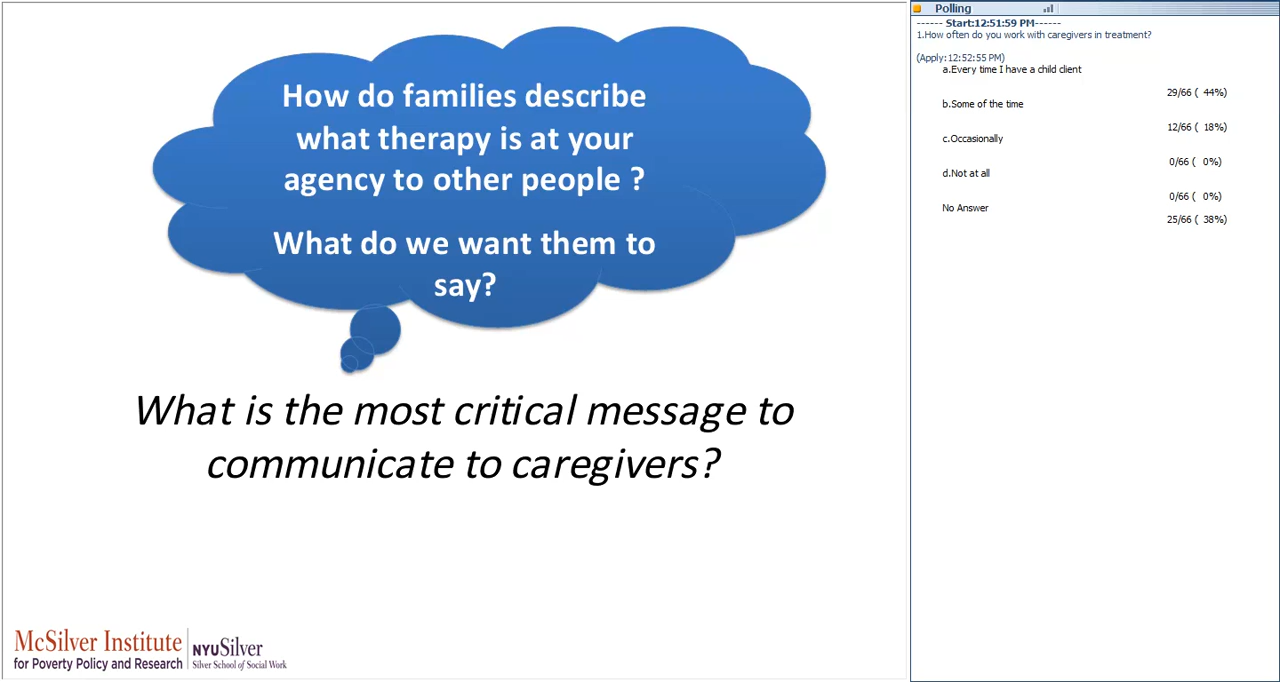 How do families describe
what therapy is at your
agency to other people ?
What do we want them to
say?
What is the most critical message to
communicate to caregivers?
McSilver Institute
for Poverty Policy and Research
NYU Silver
Silver School of Social Work
Polling
------ Start:12:51:59 PM------
1.How often do you work with caregivers in treatment?
(Apply:12:52:55 PM)
a.Every time I have a child client
29/66 ( 44%)
b.Some of the time
12/66 ( 18%)
c.Occasionally
0/66 ( 0%)
d.Not at all
0/66 ( 0%)
No Answer
25/66 ( 38%)